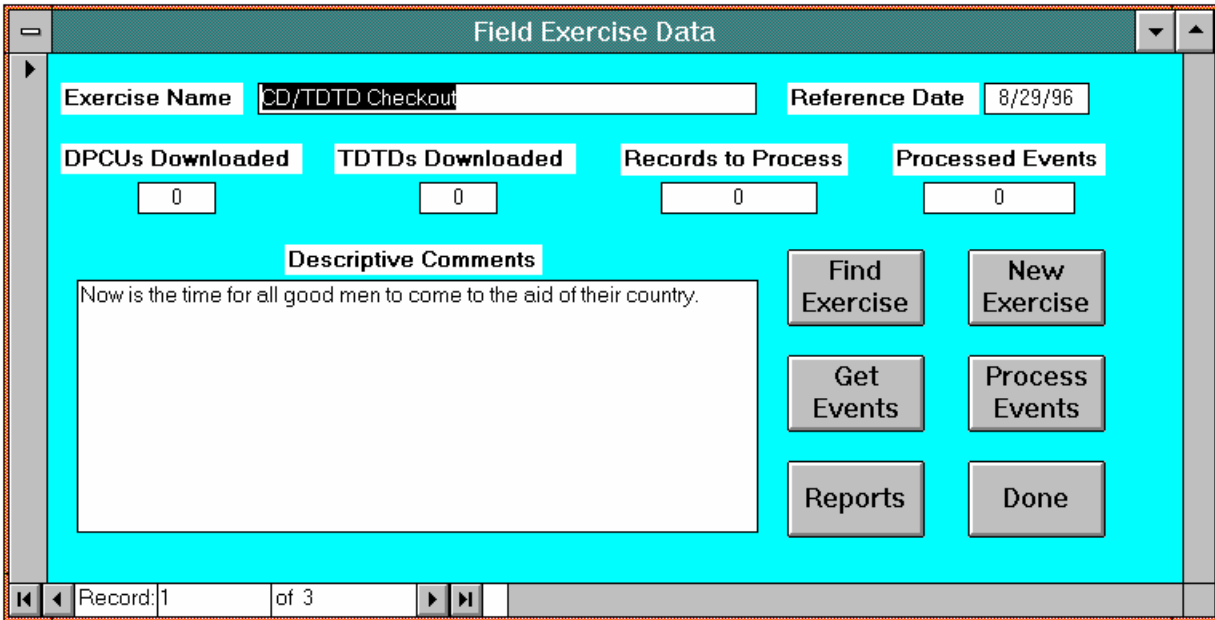 Field Exercise Data
Exercise Name CD/TDTD Checkout Reference Date 8/29/96
DPCUs Downloaded TDTDs Downloaded Records to Process Processed Events
0 0 0 0
Descriptive Comments
Now is the time for all good men to come to the aid of their country.
Find
Exercise
New
Exercise
Get
Events
Process
Events
Reports
Done
Record: 1 of 3